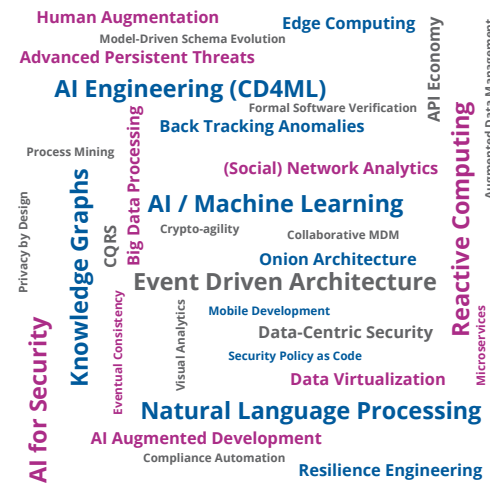 Human Augmentation
Edge Computing
Model-Driven Schema Evolution
Advanced Persistent Threats
API Economy
Augmented Data Management
AI Engineering (CD4ML)
Formal Software Verification
Back Tracking Anomalies
Process Mining
Big Data Processing
(Social) Network Analytics
Reactive Computing
Privacy by Design
Knowledge Graphs
CQRS
AI / Machine Learning
Crypto-agility
Collaborative MDM
Onion Architecture
Event Driven Architecture
Eventual Consistency
Visual Analytics
Mobile Development
Microservices
Data-Centric Security
AI for Security
Security Policy as Code
Data Virtualization
Natural Language Processing
AI Augmented Development
Compliance Automation
Resilience Engineering